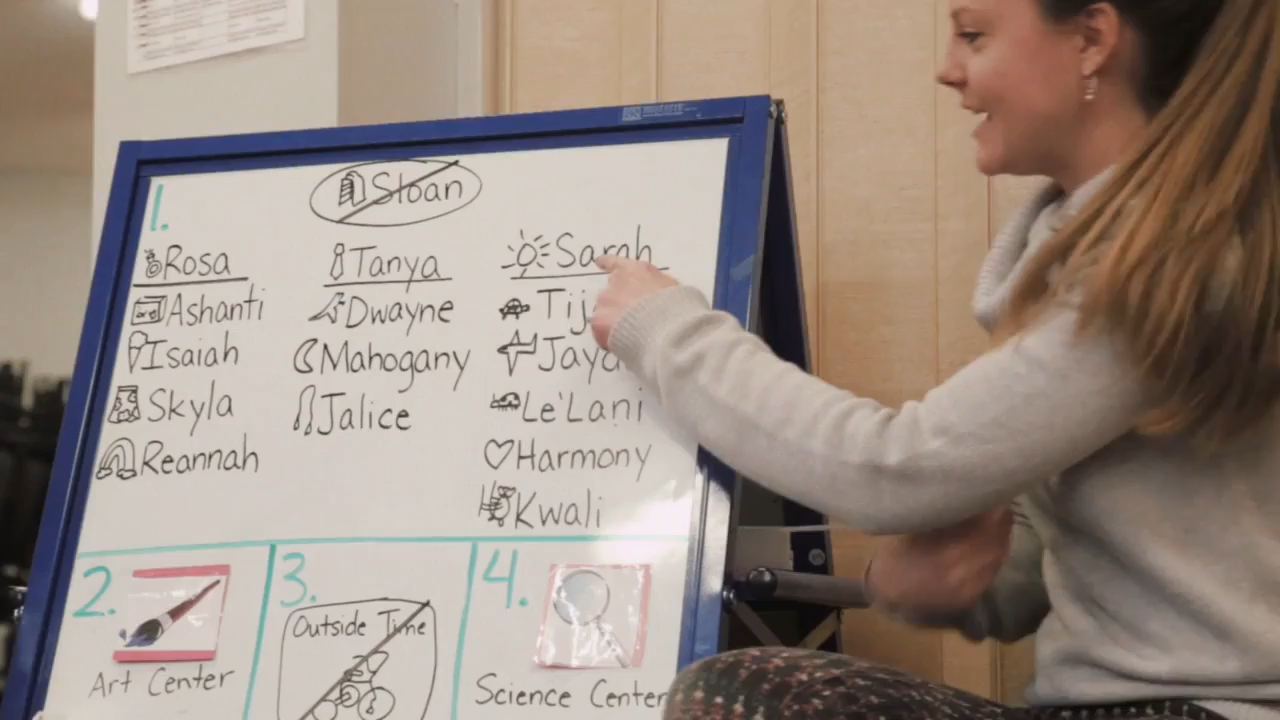 1.
Sloan
Rosa
Ashanti
Isaiah
Skyla
Reannah
Tanya
Dwayne
Mahogany
Jalice
Sarah
Le'Lani
Harmony
Kwali
2.
Art Center
3.
Outside Time
4.
Science Center